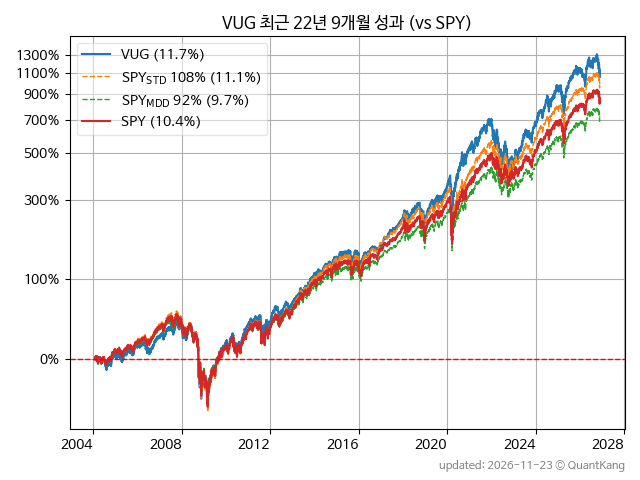 VUG 최근 22년 9개월 성과 (vs SPY)
1300%
1100%
900%
700%
500%
300%
100%
0%
VUG (11.7%)
SPYSTD 108% (11.1%)
SPYMDD 92% (9.7%)
SPY (10.4%)
2004 2008 2012 2016 2020 2024 2028
updated: 2026-11-23 © QuantKang